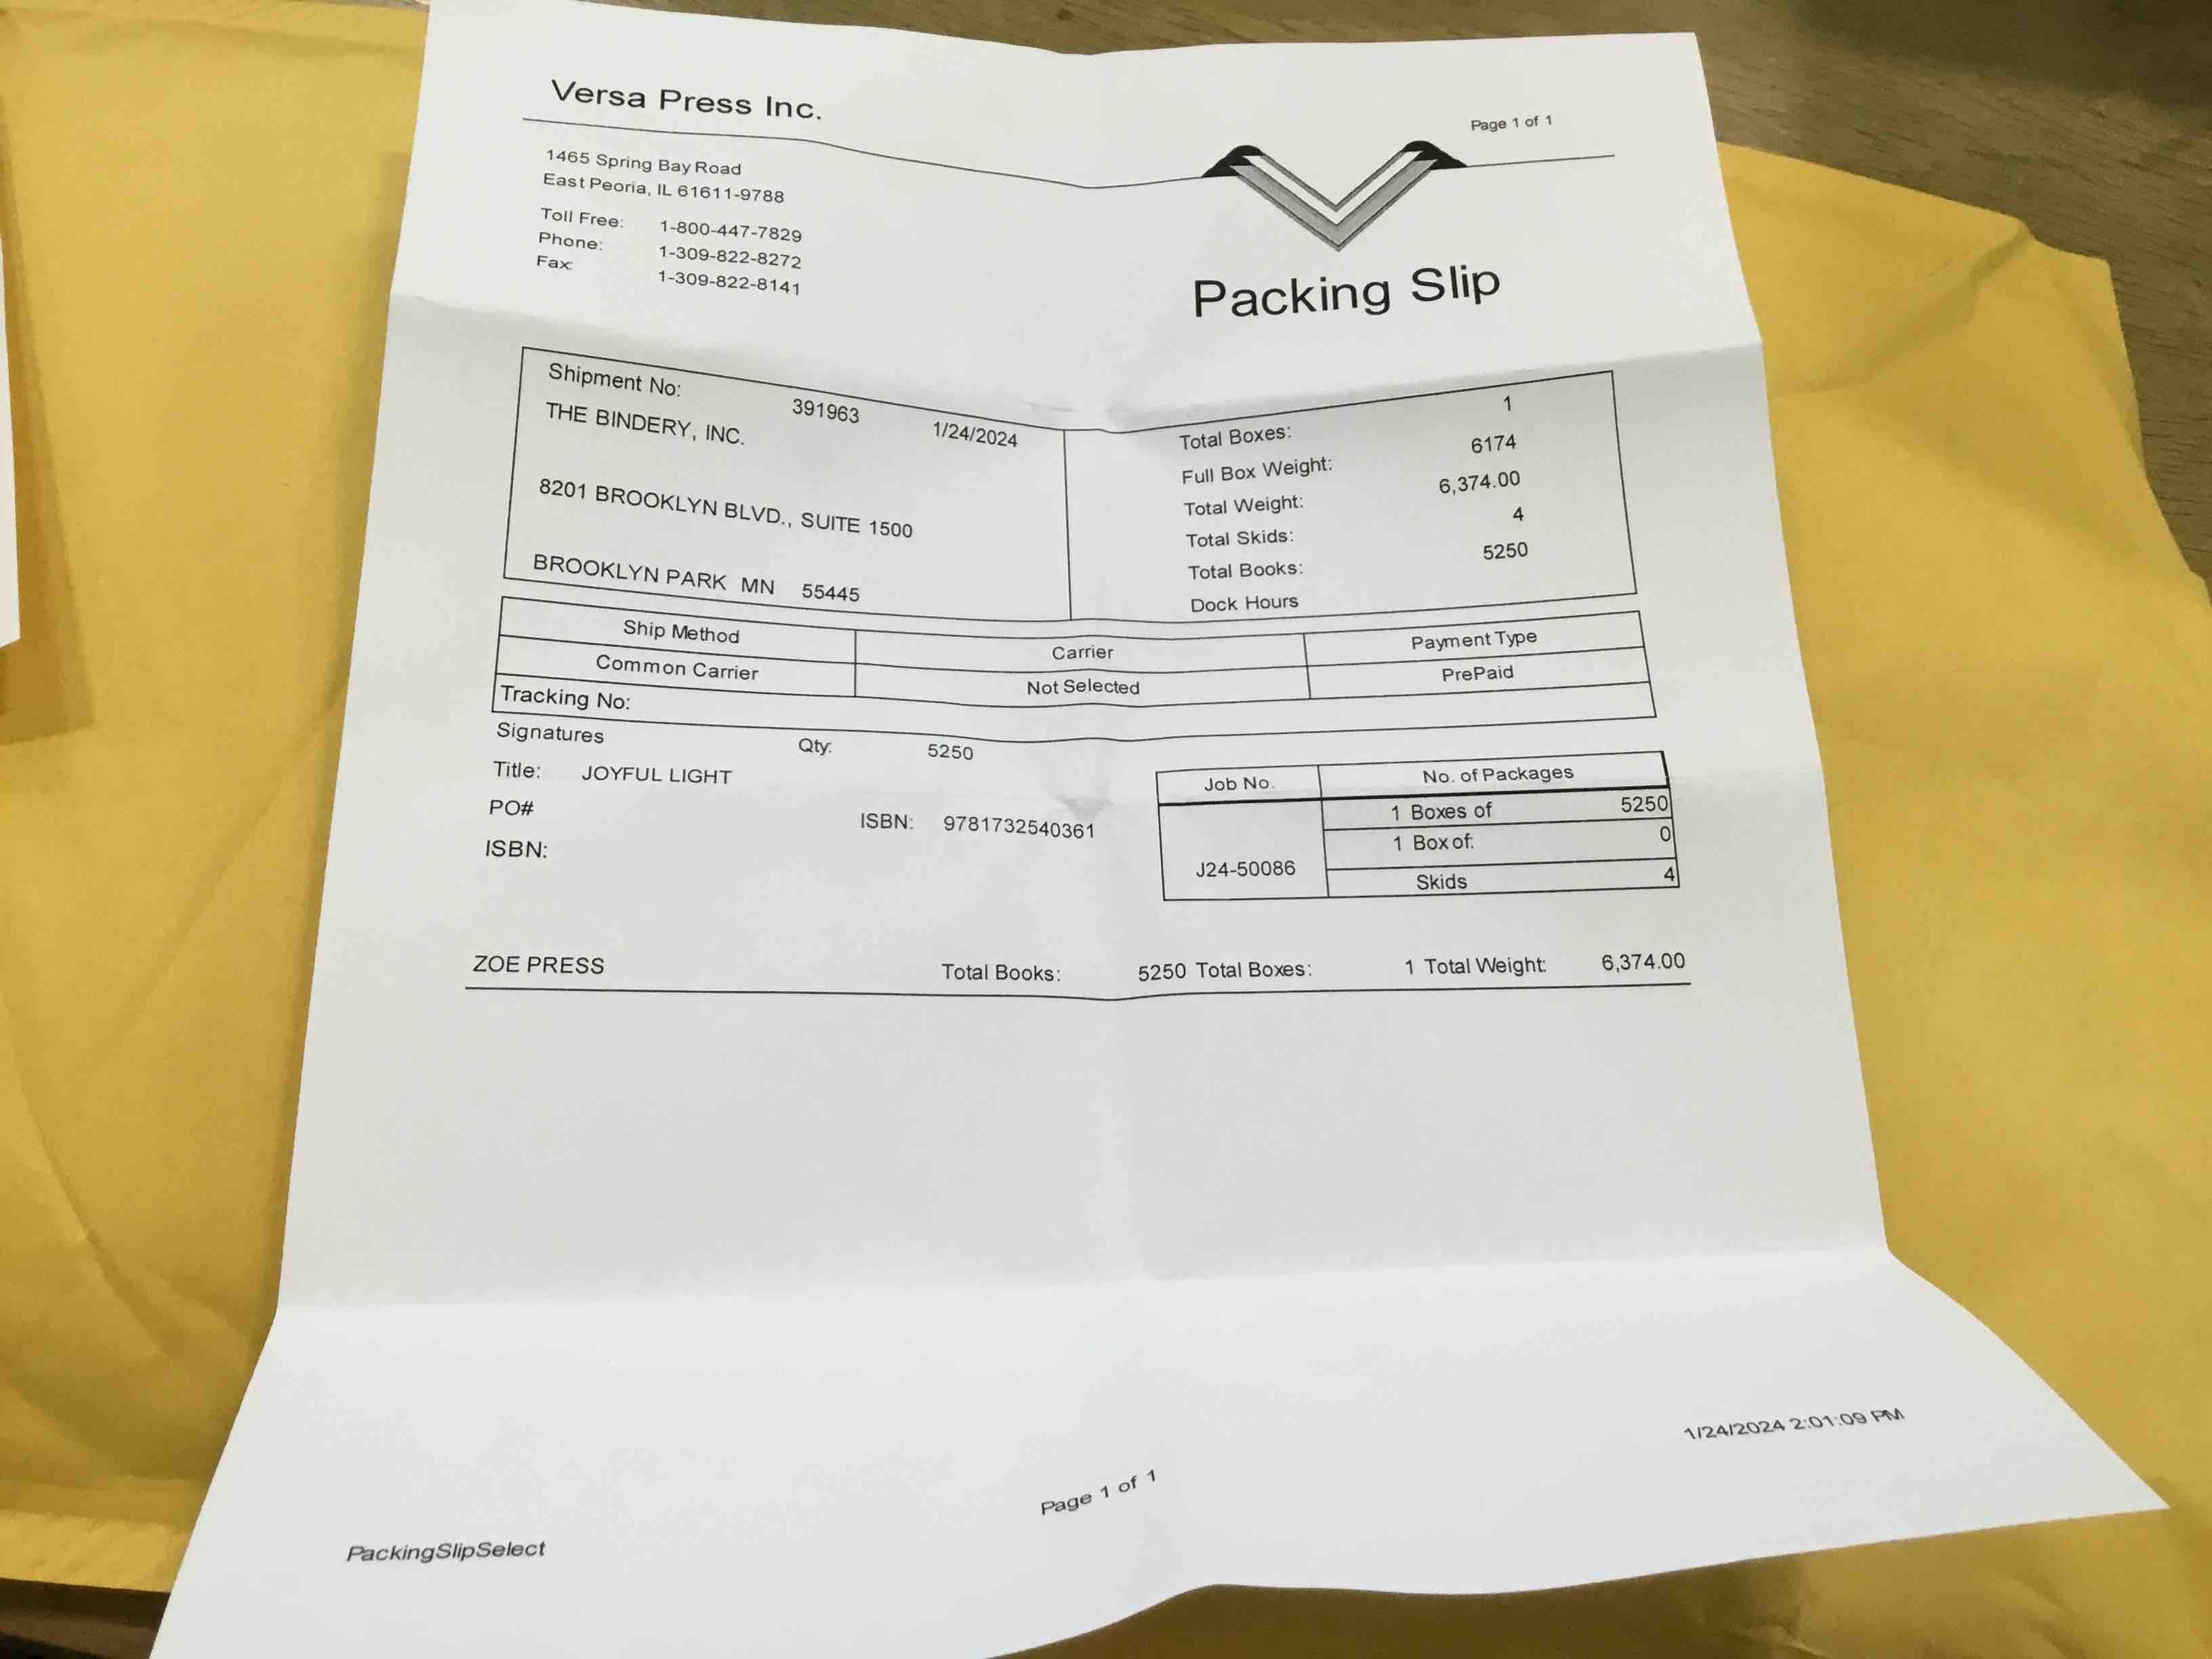 Versa Press Inc.
Page 1 of 1
1465 Spring Bay Road
East Peoria, IL 61611-9788
Toll Free: 1-800-447-7829
Phone: 1-309-822-8272
Fax: 1-309-822-8141
Packing Slip
Shipment No: 391963 1/24/2024
THE BINDERY, INC.
8201 BROOKLYN BLVD., SUITE 1500
BROOKLYN PARK MN 55445
Total Boxes: 1
Full Box Weight: 6174
Total Weight: 6,374.00
Total Skids: 4
Total Books: 5250
Dock Hours
Ship Method Carrier Payment Type
Common Carrier Not Selected PrePaid
Tracking No:
Signatures Qty: 5250
Title: JOYFUL LIGHT
PO# ISBN: 9781732540361
ISBN:
Job No. No. of Packages
1 Boxes of 5250
1 Box of: 0
J24-50086
Skids 4
ZOE PRESS Total Books: 5250 Total Boxes: 1 Total Weight: 6,374.00
1/24/2024 2:01:09 PM
Page 1 of 1
PackingSlipSelect